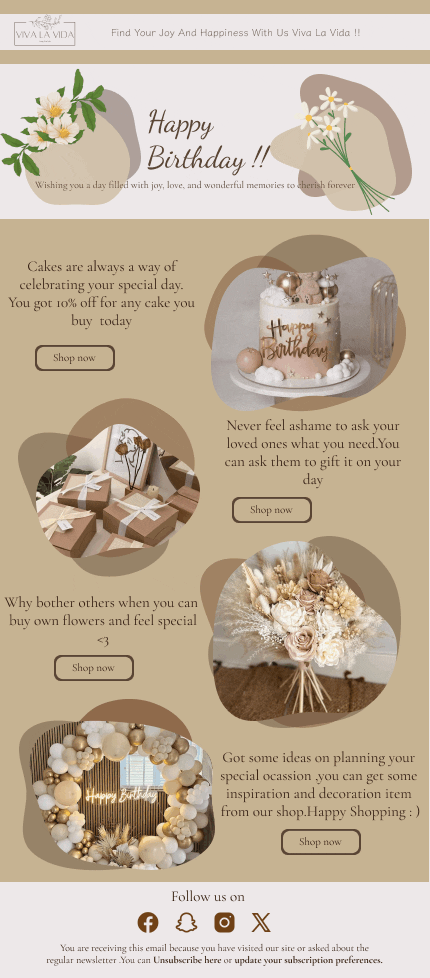 VIVA LA VIDA
Find Your Joy And Happiness With Us Viva La Vida !!
Happy
Birthday !!
Wishing you a day filled with joy, love, and wonderful memories to cherish forever
Cakes are always a way of
celebrating your special day.
You got 10% off for any cake you
buy today
Shop now
Happy
Birthday
Never feel ashame to ask your
loved ones what you need.You
can ask them to gift it on your
day
Shop now
Why bother others when you can
buy own flowers and feel special
<3
Shop now
Happy Birthday
Got some ideas on planning your
special ocassion .you can get some
inspiration and decoration item
from our shop.Happy Shopping : )
Shop now
Follow us on
You are receiving this email because you have visited our site or asked about the
regular newsletter .You can Unsubscribe here or update your subscription preferences.